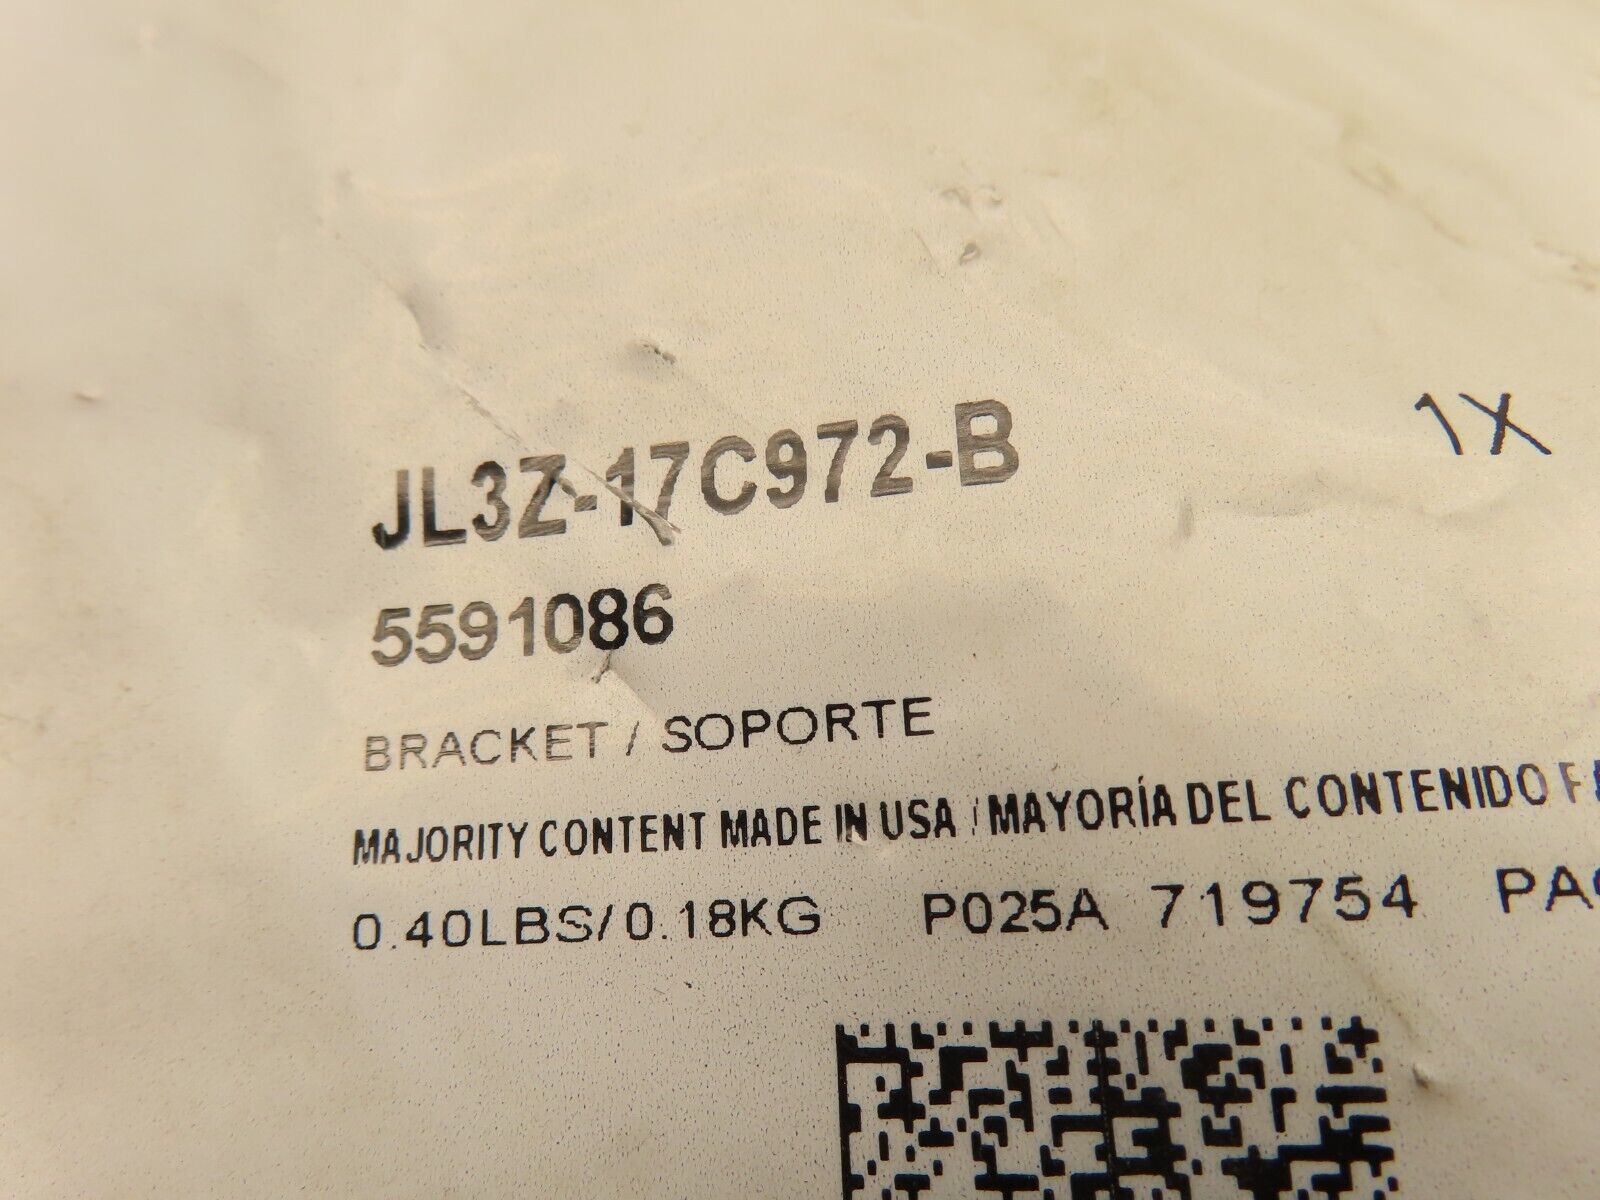 1X
JL3Z-17C972-B
5591086
BRACKET / SOPORTE
MAJORITY CONTENT MADE IN USA / MAYORÍA DEL CONTENIDO
0.40LBS/0.18KG P025A 719754